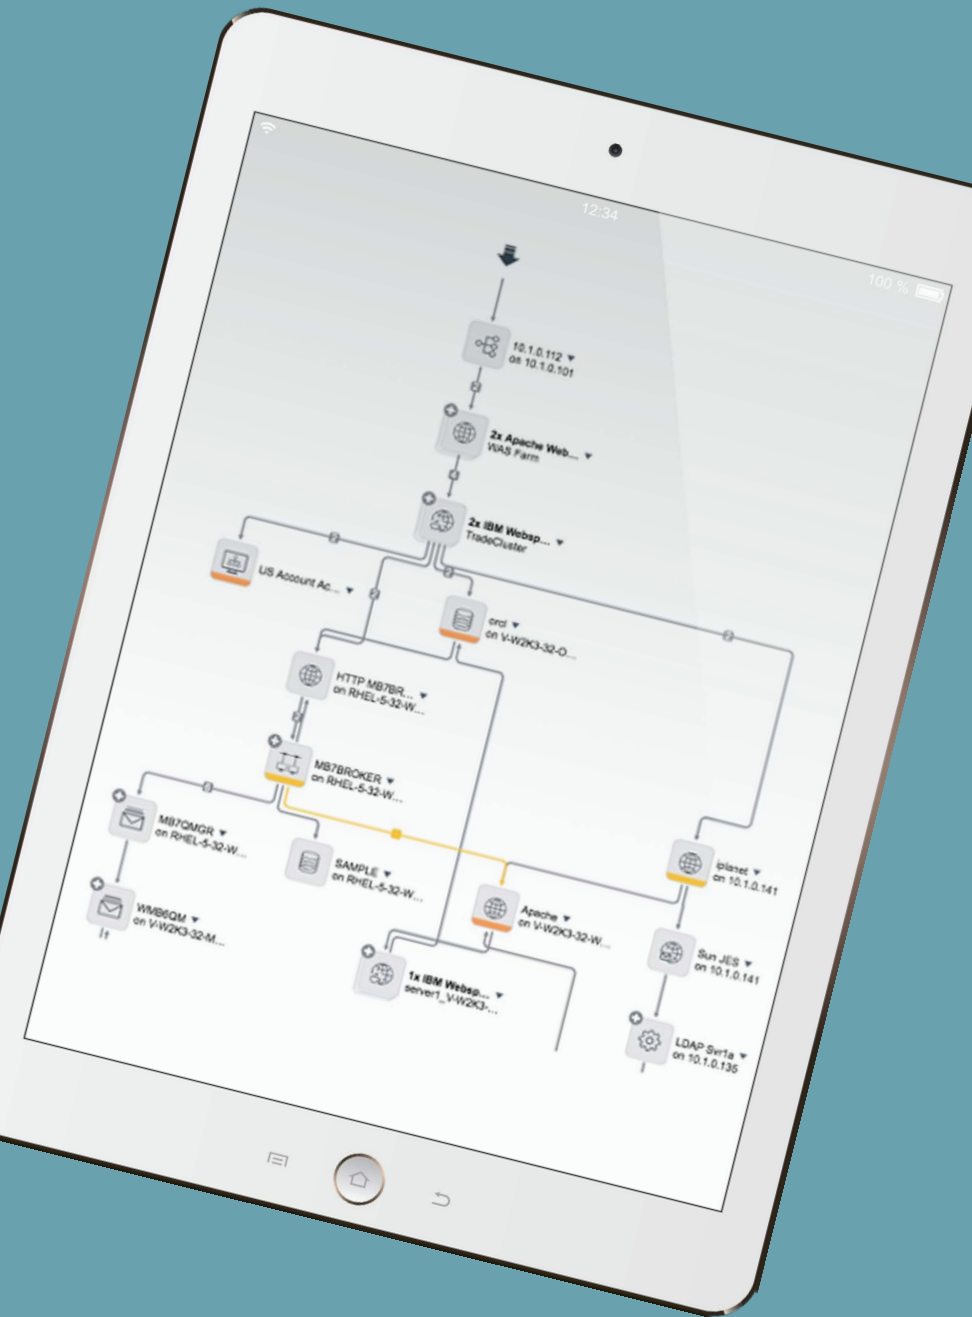 12:34
100 %
10.1.0.112
on 10.1.0.101
2x Apache Web...
WAS Farm
2x IBM Websp...
TradeCluster
US Account Ac...
orcl
on V-W2K3-32-O...
HTTP MB7BR...
on RHEL-5-32-W...
MB7BROKER
on RHEL-5-32-W...
MB7QMGR
on RHEL-5-32-W...
SAMPLE
on RHEL-5-32-W...
iplanet
on 10.1.0.141
WMB6QM
on V-W2K3-32-M...
Apache
on V-W2K3-32-W...
Sun JES
on 10.1.0.141
1x IBM Websp...
server1_V-W2K3-...
LDAP Svr1a
on 10.1.0.135